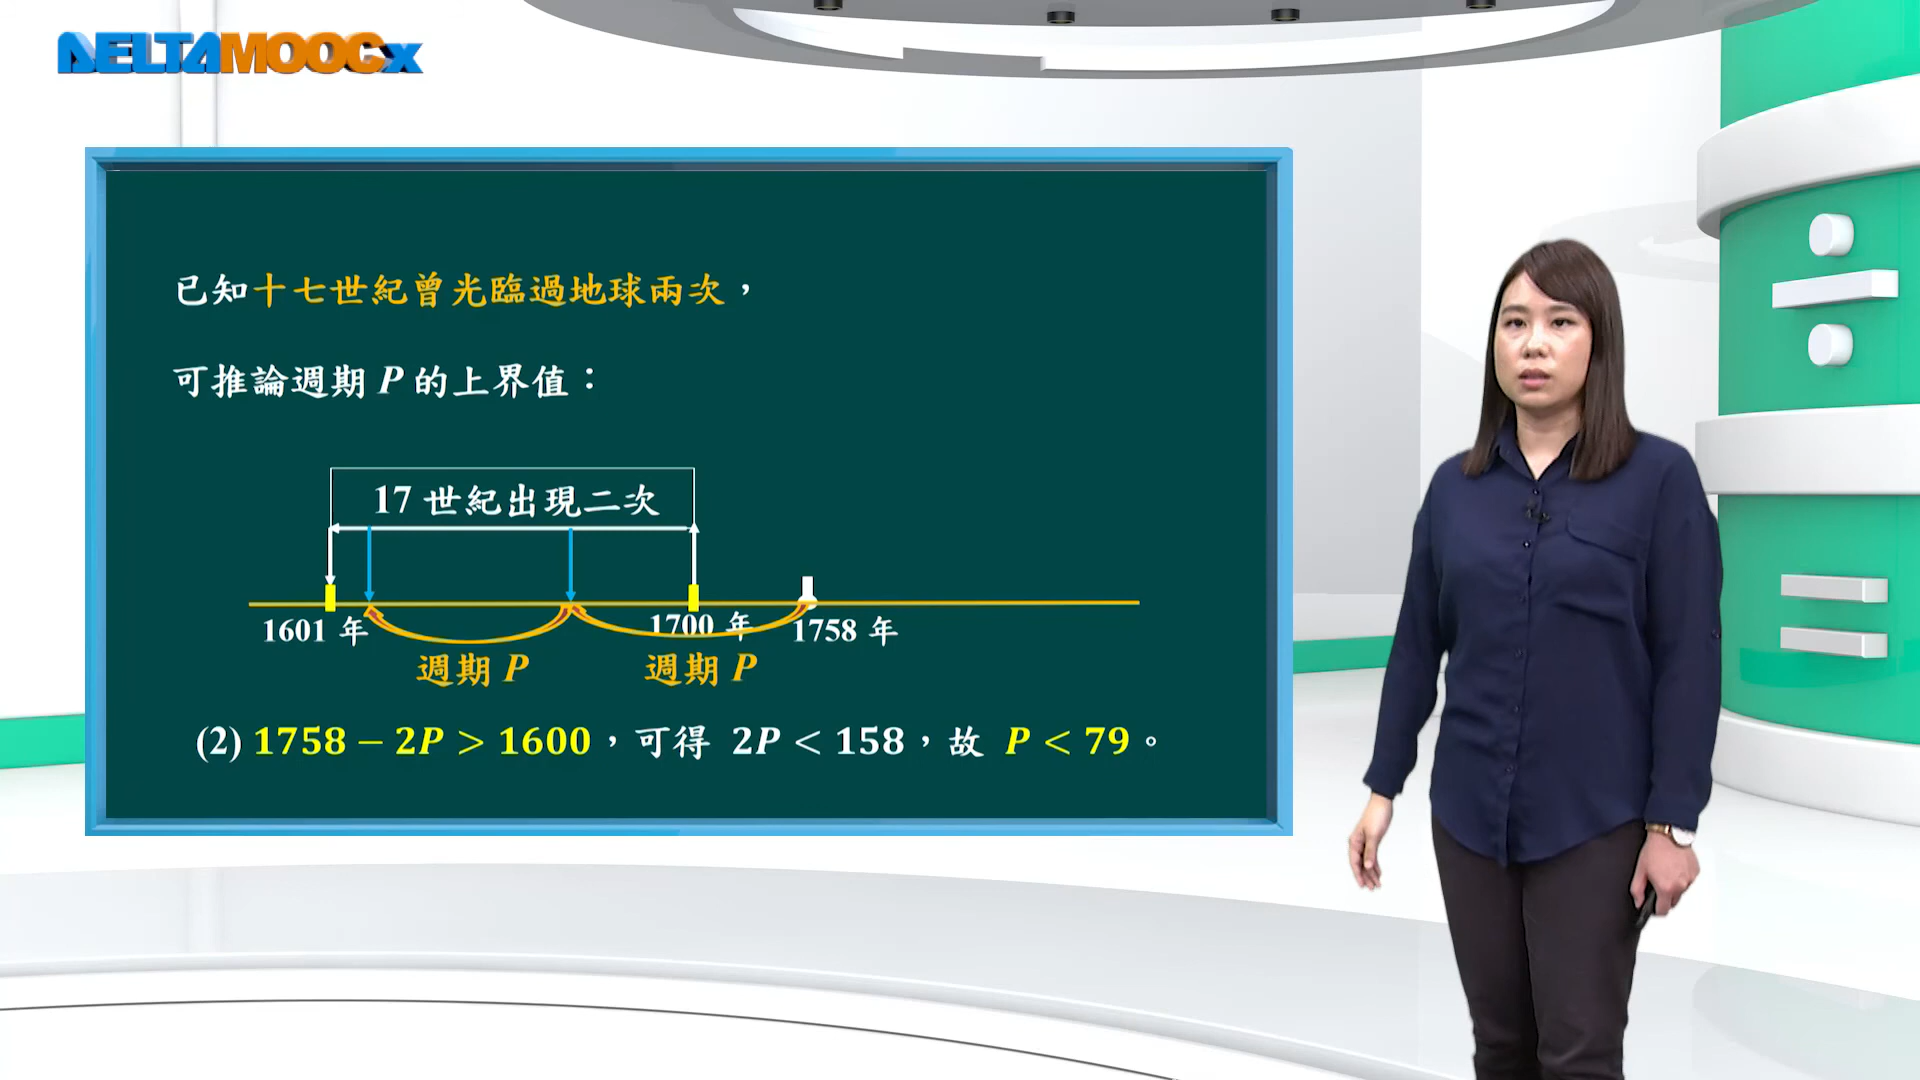 DELTAMOOCx
已知十七世紀曾光臨過地球兩次，
可推論週期 P 的上界值：
17 世紀出現二次
1601 年
1700 年
1758 年
週期 P
週期 P
(2) 1758 − 2P > 1600，可得 2P < 158，故 P < 79。